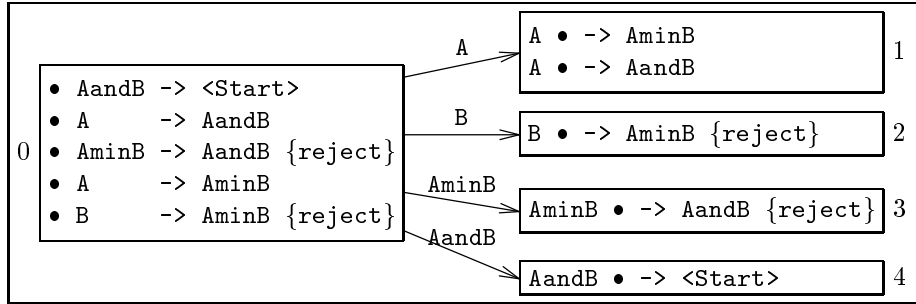 0
• AandB -> <Start>
• A -> AandB
• AminB -> AandB {reject}
• A -> AminB
• B -> AminB {reject}
A
A • -> AminB
A • -> AandB
1
B
B • -> AminB {reject}
2
AminB
AminB • -> AandB {reject}
3
AandB
AandB • -> <Start>
4